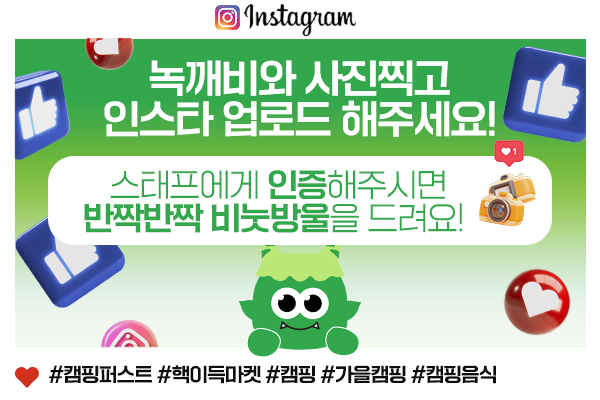 Instagram
녹깨비와 사진찍고
인스타 업로드 해주세요!
1
스태프에게 인증해주시면
반짝반짝 비눗방울을 드려요!
#캠핑퍼스트 #핵이득마켓 #캠핑 #가을캠핑 #캠핑음식